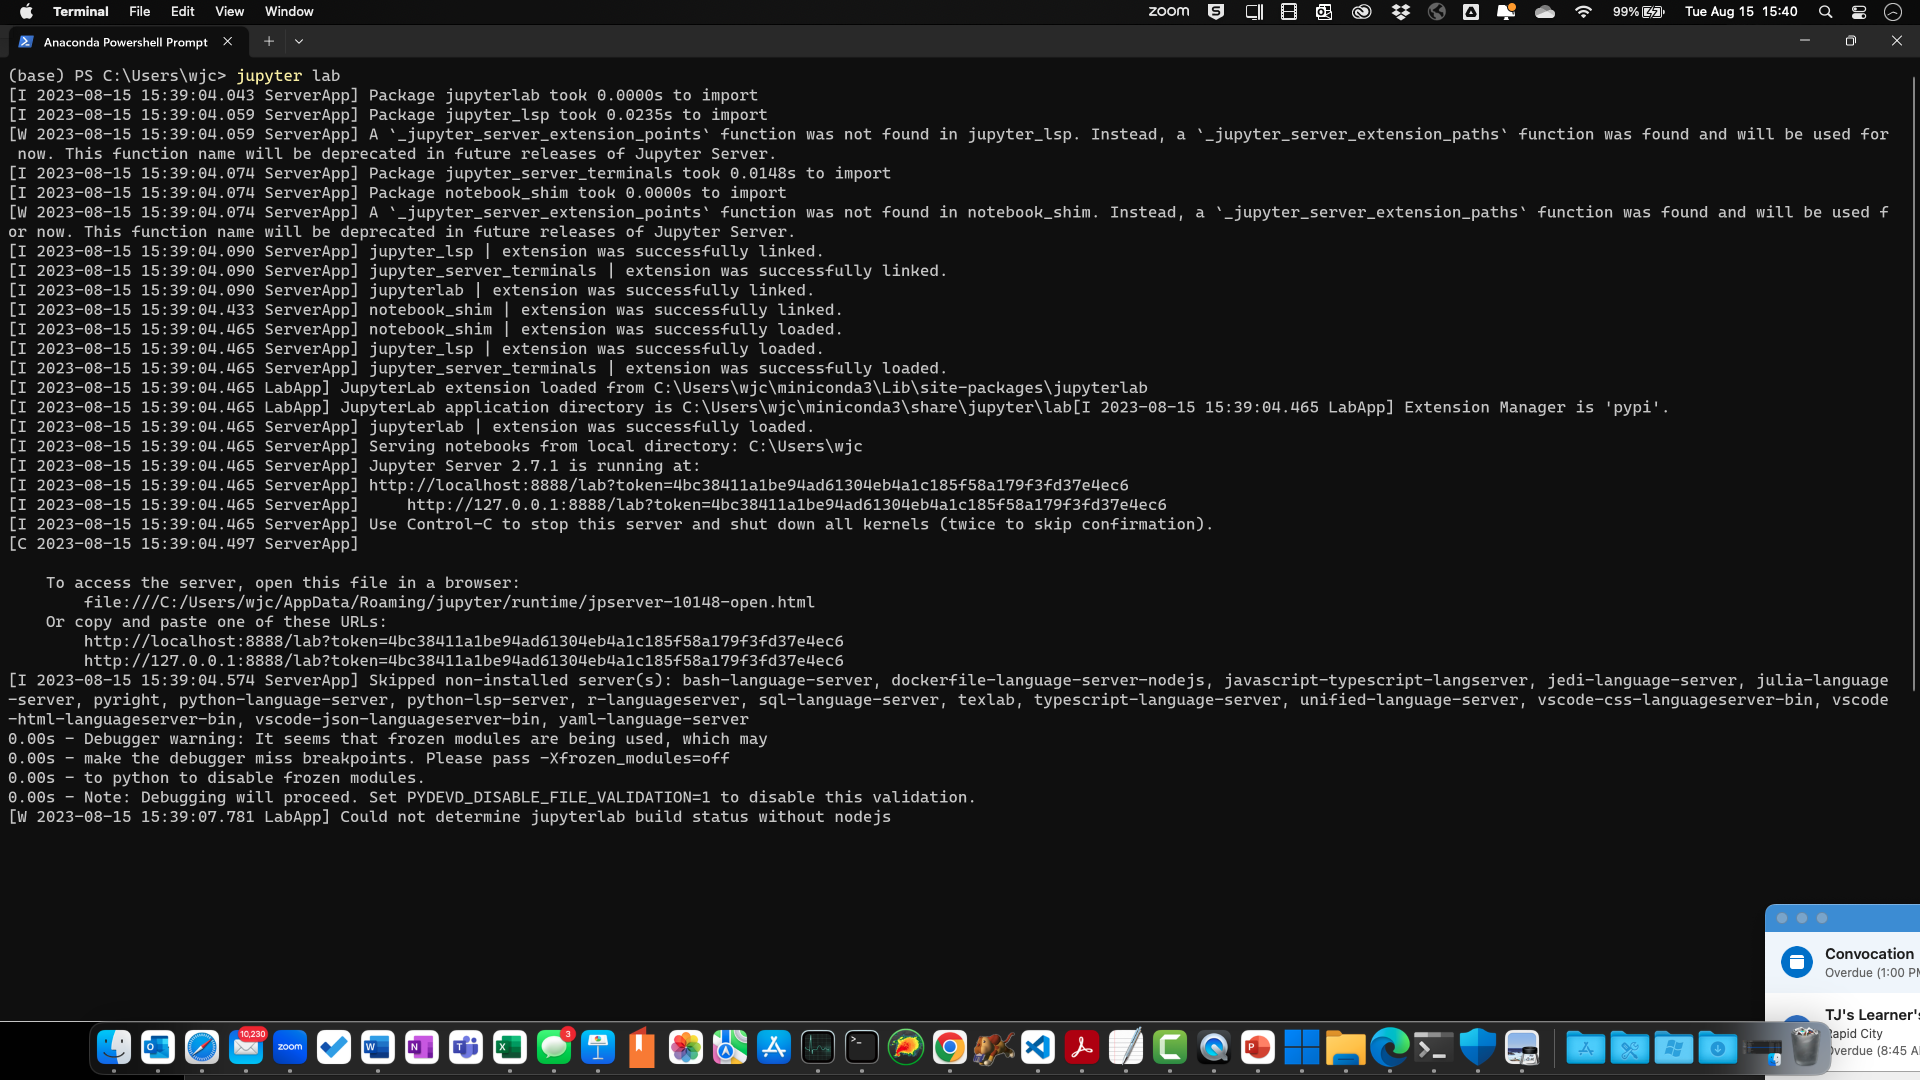 Terminal File Edit View Window zoom 99% Tue Aug 15 15:40
Anaconda Powershell Prompt
(base) PS C:\Users\wjc> jupyter lab
[I 2023-08-15 15:39:04.043 ServerApp] Package jupyterlab took 0.0000s to import
[I 2023-08-15 15:39:04.059 ServerApp] Package jupyter_lsp took 0.0235s to import
[W 2023-08-15 15:39:04.059 ServerApp] A `_jupyter_server_extension_points` function was not found in jupyter_lsp. Instead, a `_jupyter_server_extension_paths` function was found and will be used for
now. This function name will be deprecated in future releases of Jupyter Server.
[I 2023-08-15 15:39:04.074 ServerApp] Package jupyter_server_terminals took 0.0148s to import
[I 2023-08-15 15:39:04.074 ServerApp] Package notebook_shim took 0.0000s to import
[W 2023-08-15 15:39:04.074 ServerApp] A `_jupyter_server_extension_points` function was not found in notebook_shim. Instead, a `_jupyter_server_extension_paths` function was found and will be used f
or now. This function name will be deprecated in future releases of Jupyter Server.
[I 2023-08-15 15:39:04.090 ServerApp] jupyter_lsp | extension was successfully linked.
[I 2023-08-15 15:39:04.090 ServerApp] jupyter_server_terminals | extension was successfully linked.
[I 2023-08-15 15:39:04.090 ServerApp] jupyterlab | extension was successfully linked.
[I 2023-08-15 15:39:04.433 ServerApp] notebook_shim | extension was successfully linked.
[I 2023-08-15 15:39:04.465 ServerApp] notebook_shim | extension was successfully loaded.
[I 2023-08-15 15:39:04.465 ServerApp] jupyter_lsp | extension was successfully loaded.
[I 2023-08-15 15:39:04.465 ServerApp] jupyter_server_terminals | extension was successfully loaded.
[I 2023-08-15 15:39:04.465 LabApp] JupyterLab extension loaded from C:\Users\wjc\miniconda3\Lib\site-packages\jupyterlab
[I 2023-08-15 15:39:04.465 LabApp] JupyterLab application directory is C:\Users\wjc\miniconda3\share\jupyter\lab[I 2023-08-15 15:39:04.465 LabApp] Extension Manager is 'pypi'.
[I 2023-08-15 15:39:04.465 ServerApp] jupyterlab | extension was successfully loaded.
[I 2023-08-15 15:39:04.465 ServerApp] Serving notebooks from local directory: C:\Users\wjc
[I 2023-08-15 15:39:04.465 ServerApp] Jupyter Server 2.7.1 is running at:
[I 2023-08-15 15:39:04.465 ServerApp] http://localhost:8888/lab?token=4bc38411a1be94ad61304eb4a1c185f58a179f3fd37e4ec6
[I 2023-08-15 15:39:04.465 ServerApp]     http://127.0.0.1:8888/lab?token=4bc38411a1be94ad61304eb4a1c185f58a179f3fd37e4ec6
[I 2023-08-15 15:39:04.465 ServerApp] Use Control-C to stop this server and shut down all kernels (twice to skip confirmation).
[C 2023-08-15 15:39:04.497 ServerApp]
To access the server, open this file in a browser:
file:///C:/Users/wjc/AppData/Roaming/jupyter/runtime/jpserver-10148-open.html
Or copy and paste one of these URLs:
http://localhost:8888/lab?token=4bc38411a1be94ad61304eb4a1c185f58a179f3fd37e4ec6
http://127.0.0.1:8888/lab?token=4bc38411a1be94ad61304eb4a1c185f58a179f3fd37e4ec6
[I 2023-08-15 15:39:04.574 ServerApp] Skipped non-installed server(s): bash-language-server, dockerfile-language-server-nodejs, javascript-typescript-langserver, jedi-language-server, julia-language
-server, pyright, python-language-server, python-lsp-server, r-languageserver, sql-language-server, texlab, typescript-language-server, unified-language-server, vscode-css-languageserver-bin, vscode
-html-languageserver-bin, vscode-json-languageserver-bin, yaml-language-server
0.00s - Debugger warning: It seems that frozen modules are being used, which may
0.00s - make the debugger miss breakpoints. Please pass -Xfrozen_modules=off
0.00s - to python to disable frozen modules.
0.00s - Note: Debugging will proceed. Set PYDEVD_DISABLE_FILE_VALIDATION=1 to disable this validation.
[W 2023-08-15 15:39:07.781 LabApp] Could not determine jupyterlab build status without nodejs
Convocation
Overdue (1:00 PM
TJ's Learner's
Rapid City
Overdue (8:45 A
10,230
zoom
3